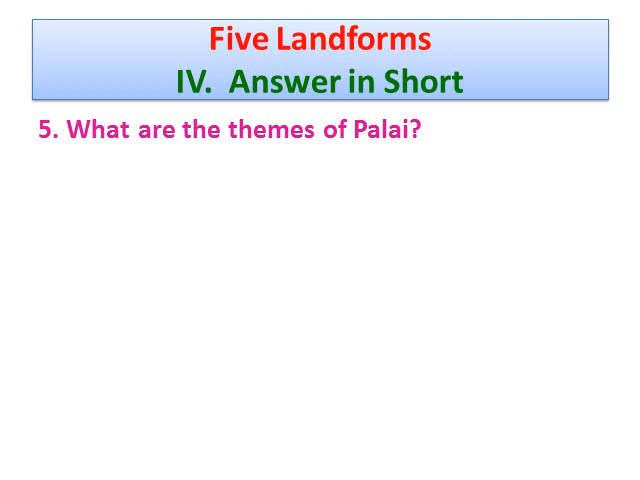 Five Landforms
IV. Answer in Short
5. What are the themes of Palai?